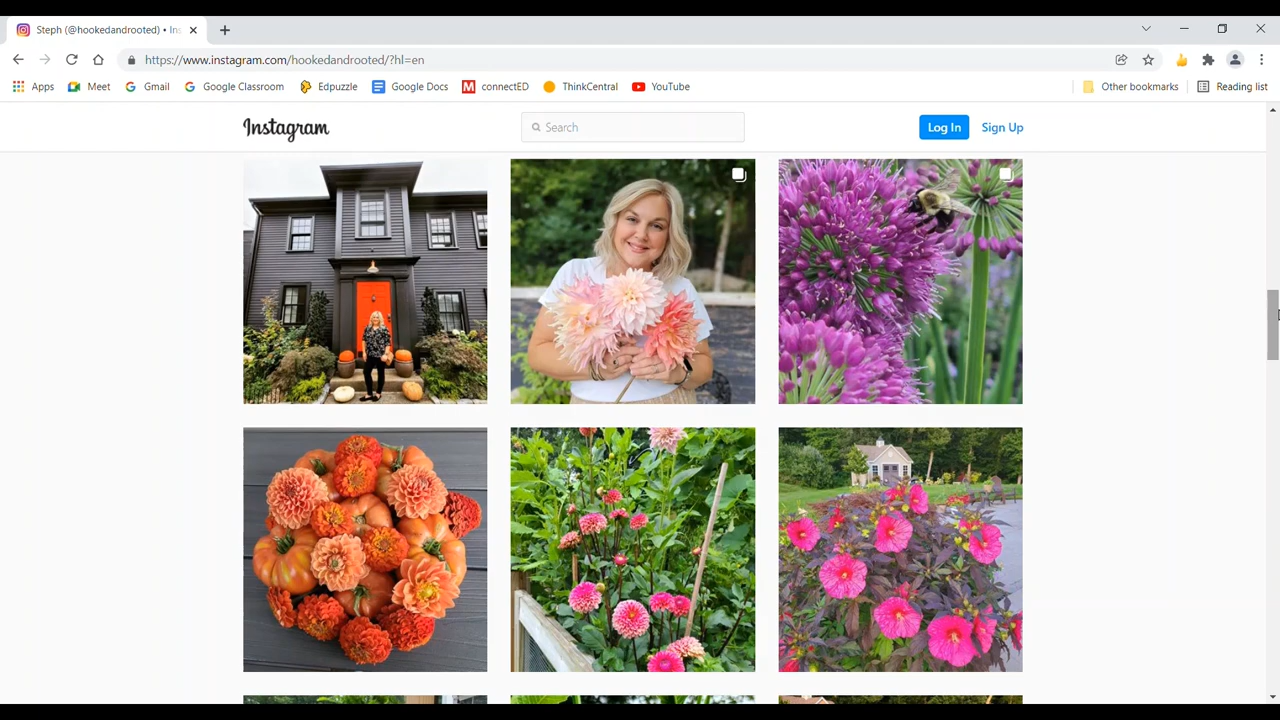 Steph (@hookedandrooted) • Ins
https://www.instagram.com/hookedandrooted/?hl=en
Apps Meet Gmail Google Classroom Edpuzzle Google Docs connectED ThinkCentral YouTube Other bookmarks Reading list
Instagram Search Log In Sign Up